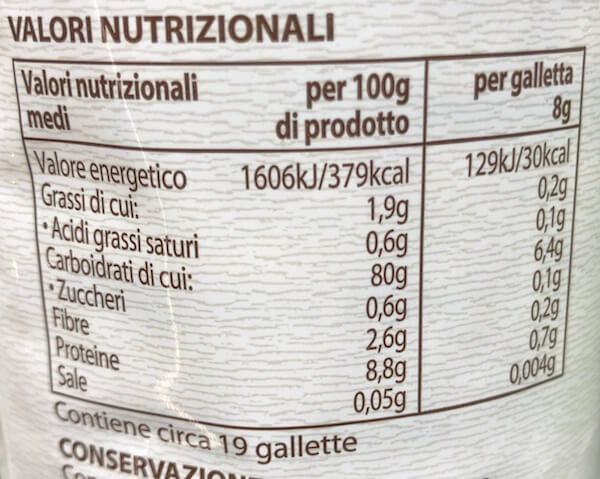 VALORI NUTRIZIONALI
Valori nutrizionali medi per 100g di prodotto per galletta 8g
Valore energetico 1606kJ/379kcal 129kJ/30kcal
Grassi di cui: 1,9g 0,2g
• Acidi grassi saturi 0,6g 0,1g
Carboidrati di cui: 80g 6,4g
• Zuccheri 0,6g 0,1g
Fibre 2,6g 0,2g
Proteine 8,8g 0,7g
Sale 0,05g 0,004g
Contiene circa 19 gallette